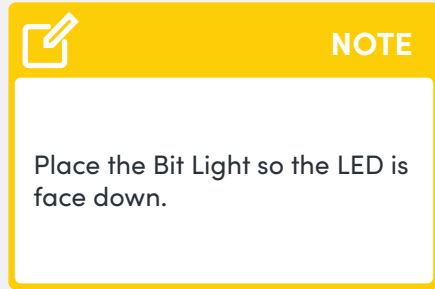 NOTE
Place the Bit Light so the LED is
face down.